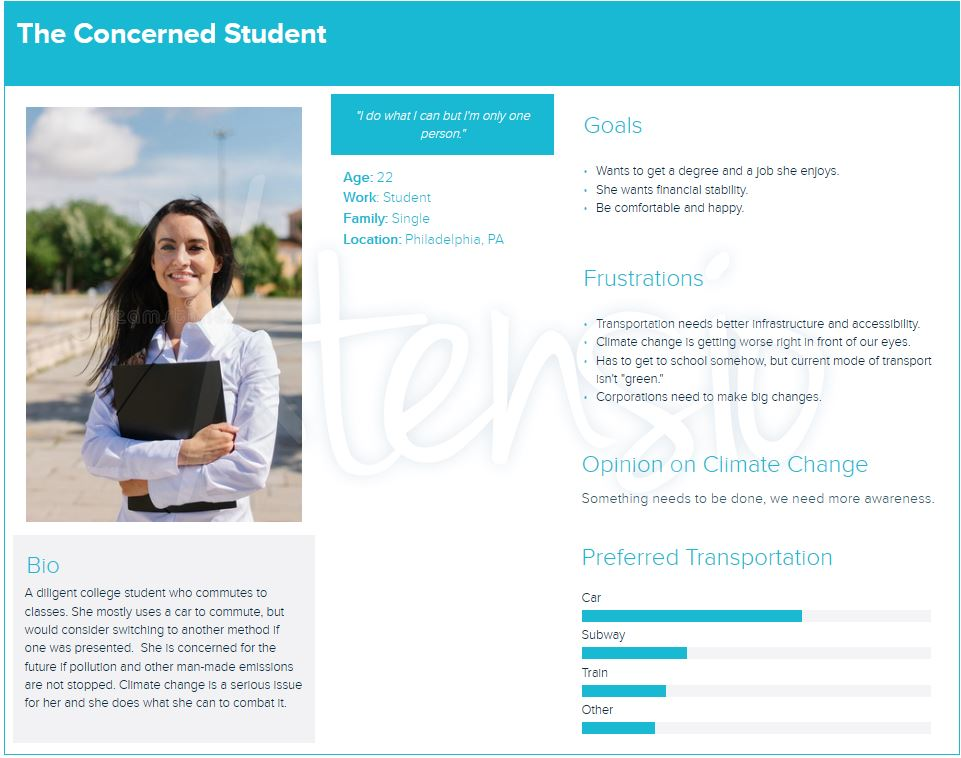 The Concerned Student
"I do what I can but I'm only one
person."
Age: 22
Work: Student
Family: Single
Location: Philadelphia, PA
Bio
A diligent college student who commutes to
classes. She mostly uses a car to commute, but
would consider switching to another method if
one was presented.  She is concerned for the
future if pollution and other man-made emissions
are not stopped. Climate change is a serious issue
for her and she does what she can to combat it.
Goals
Wants to get a degree and a job she enjoys.
She wants financial stability.
Be comfortable and happy.
Frustrations
Transportation needs better infrastructure and accessibility.
Climate change is getting worse right in front of our eyes.
Has to get to school somehow, but current mode of transport
isn't "green."
Corporations need to make big changes.
Opinion on Climate Change
Something needs to be done, we need more awareness.
Preferred Transportation
Car
Subway
Train
Other
Xtensio